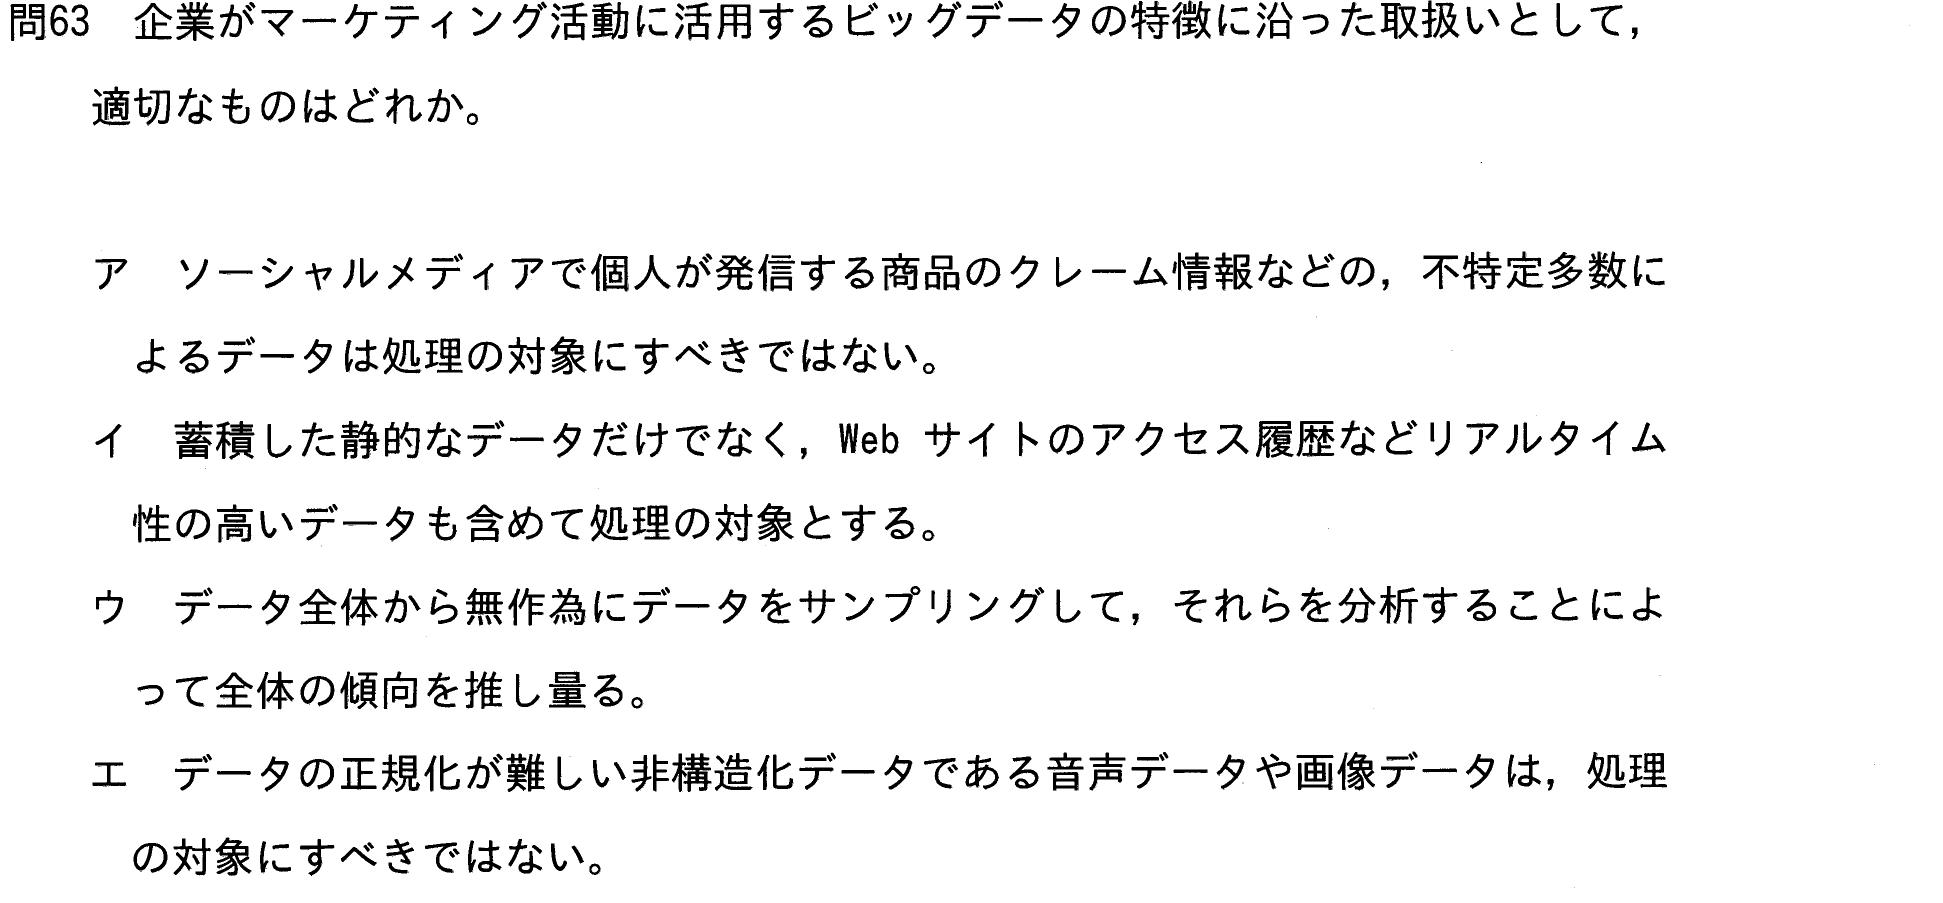 問63　企業がマーケティング活動に活用するビッグデータの特徴に沿った取扱いとして，
適切なものはどれか。
ア　ソーシャルメディアで個人が発信する商品のクレーム情報などの，不特定多数に
よるデータは処理の対象にすべきではない。
イ　蓄積した静的なデータだけでなく，Web サイトのアクセス履歴などリアルタイム
性の高いデータも含めて処理の対象とする。
ウ　データ全体から無作為にデータをサンプリングして，それらを分析することによ
って全体の傾向を推し量る。
エ　データの正規化が難しい非構造化データである音声データや画像データは，処理
の対象にすべきではない。